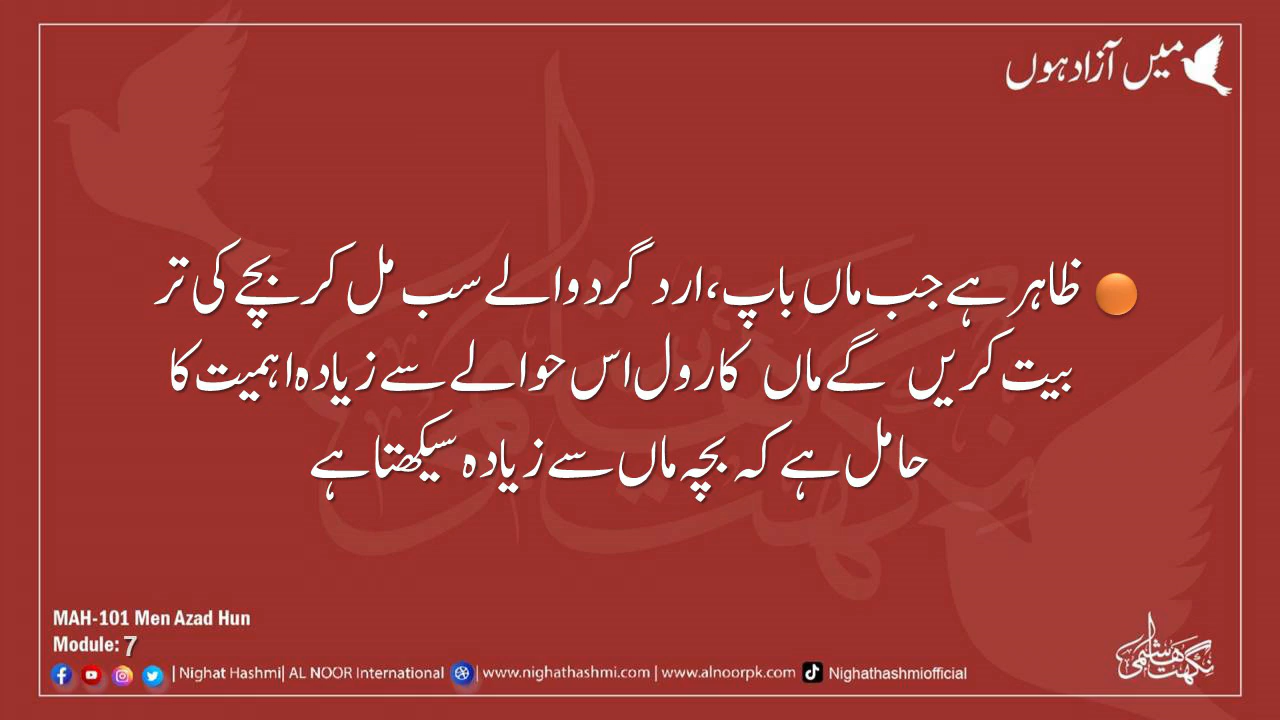 میں آزاد ہوں
ظاہر ہے جب ماں باپ، ارد گرد والے سب مل کر بچے کی تر
بیت کریں گے ماں کا رول اس حوالے سے زیادہ اہمیت کا
حامل ہے کہ بچہ ماں سے زیادہ سیکھتا ہے
MAH-101 Men Azad Hun
Module: 7
| Nighat Hashmi| AL NOOR International | www.nighathashmi.com | www.alnoorpk.com Nighathashmiofficial
نگہت ہاشمی